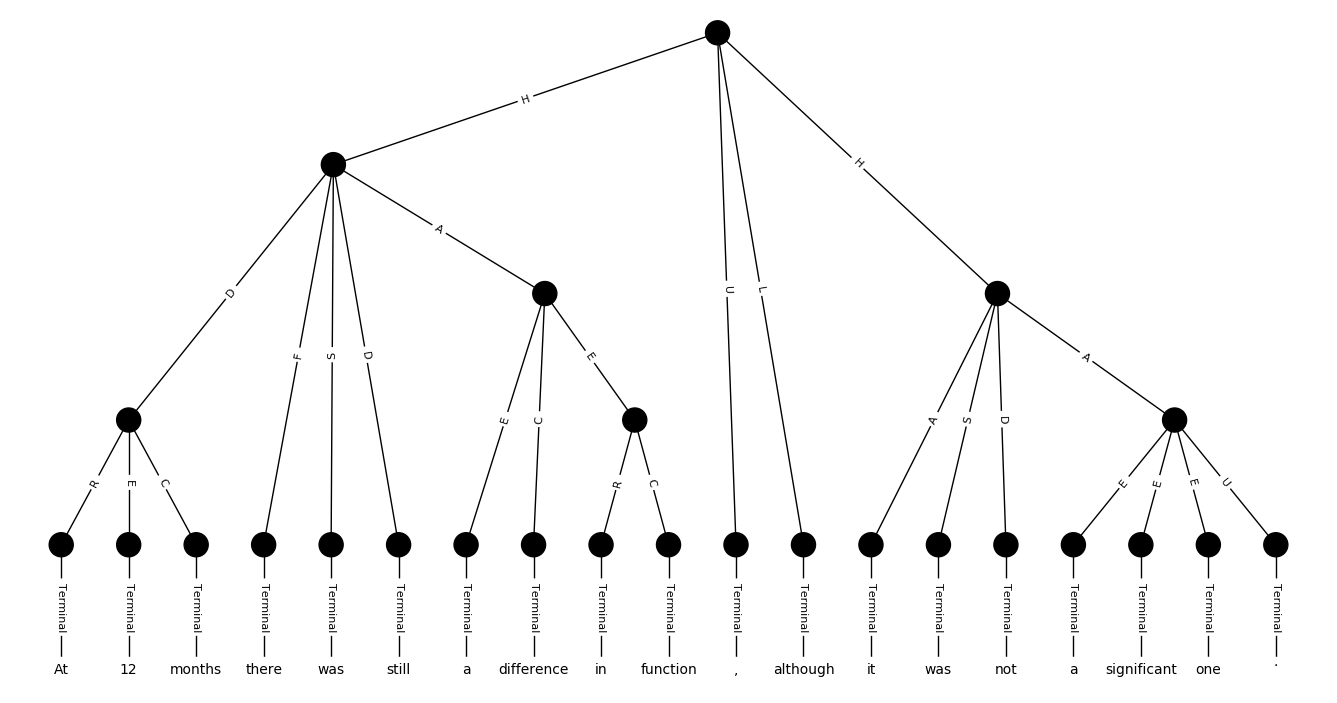 H
H
D
A
U
L
F
S
D
E
A
E
C
A
S
D
R
E
C
R
C
E
E
E
U
Terminal Terminal Terminal Terminal Terminal Terminal Terminal Terminal Terminal Terminal Terminal Terminal Terminal Terminal Terminal Terminal Terminal Terminal Terminal
At 12 months there was still a difference in function , although it was not a significant one .